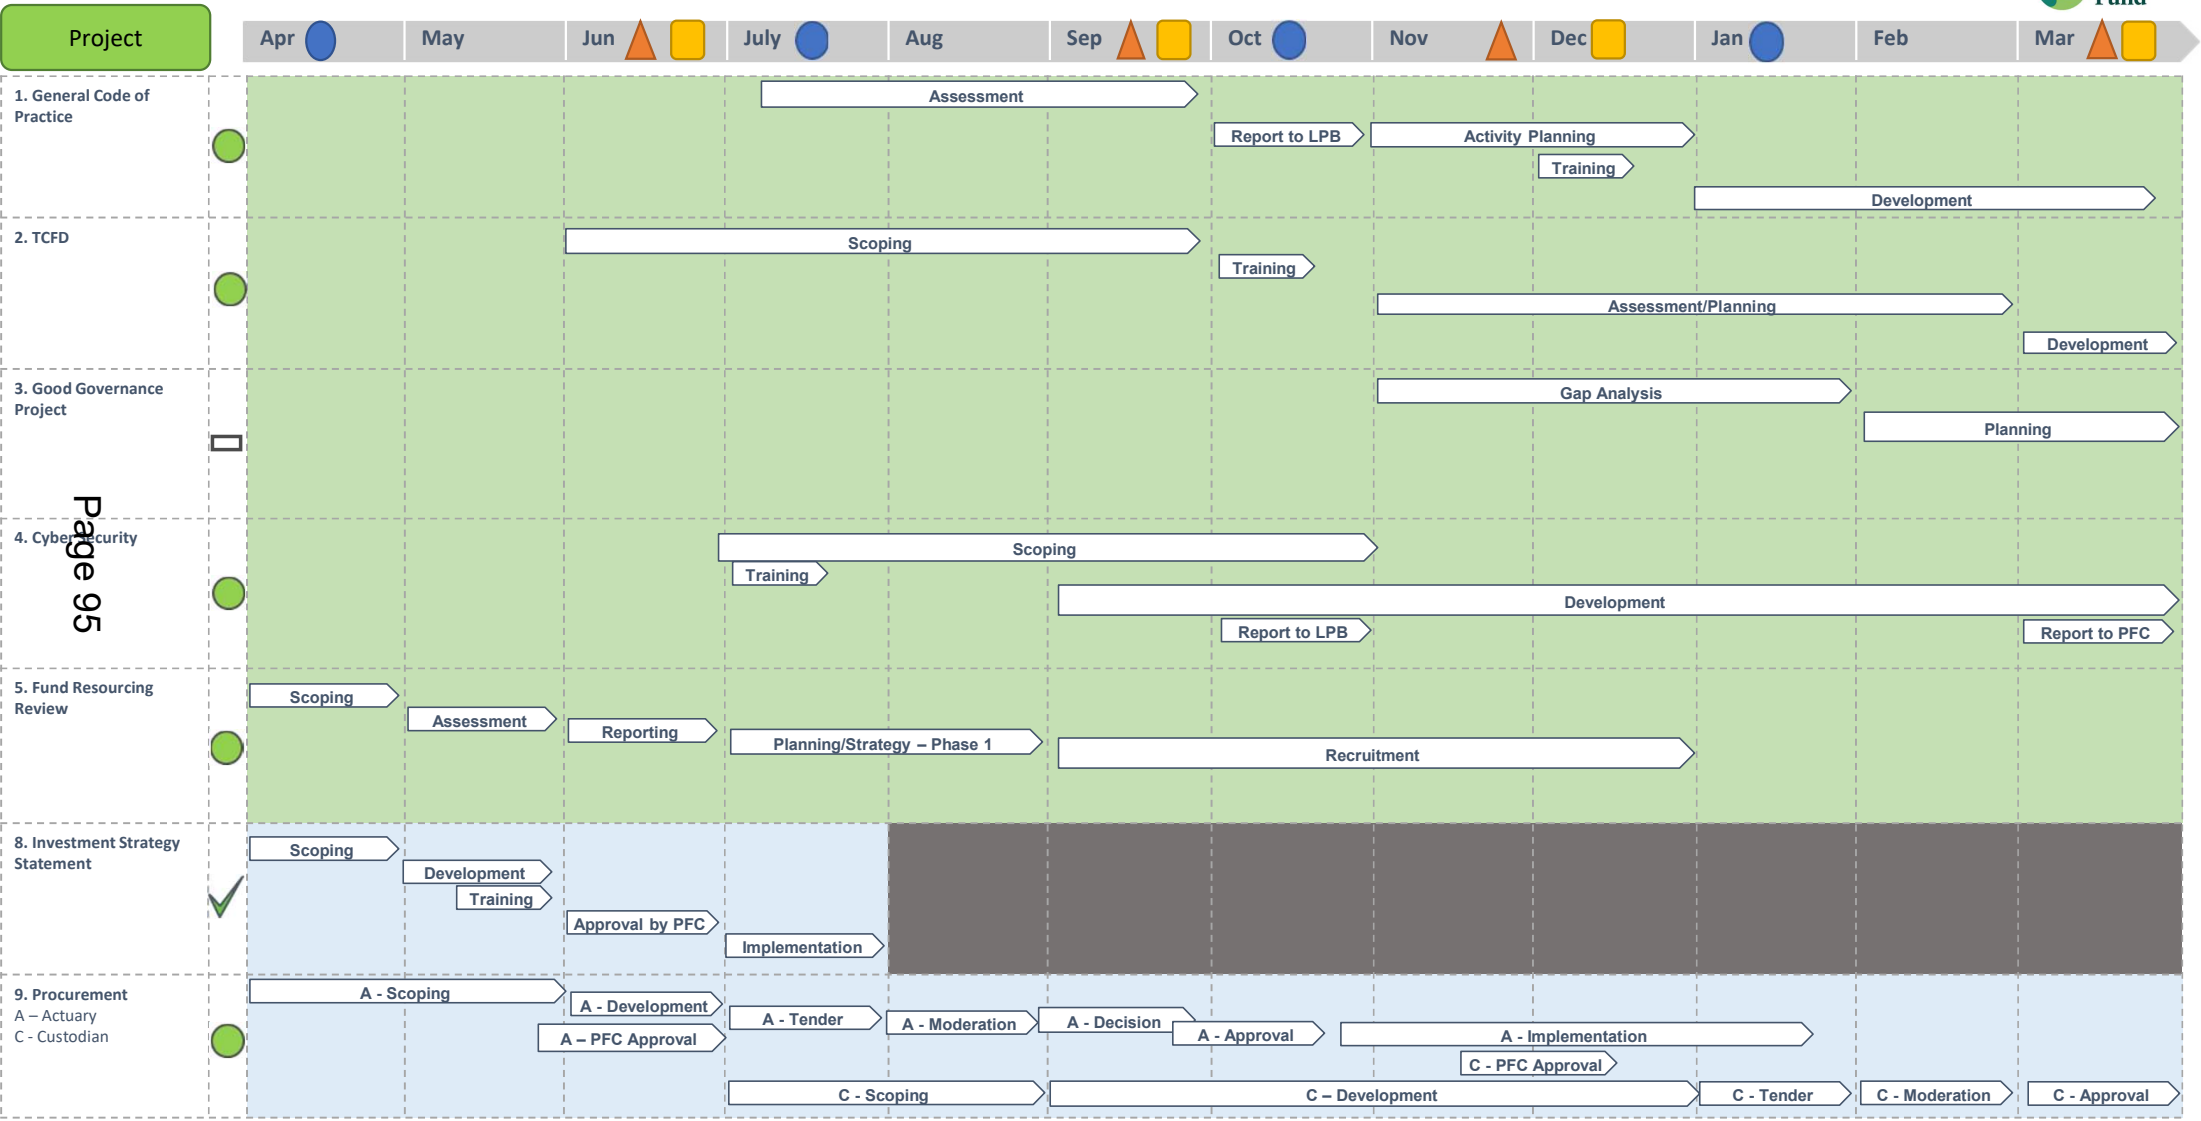 Fund
Project
Apr
May
Jun
July
Aug
Sep
Oct
Nov
Dec
Jan
Feb
Mar
1. General Code of
Practice
Assessment
Report to LPB
Activity Planning
Training
Development
2. TCFD
Scoping
Training
Assessment/Planning
Development
3. Good Governance
Project
Gap Analysis
Planning
Page 95
4. Cyber Security
Scoping
Training
Development
Report to LPB
Report to PFC
5. Fund Resourcing
Review
Scoping
Assessment
Reporting
Planning/Strategy – Phase 1
Recruitment
8. Investment Strategy
Statement
Scoping
Development
Training
Approval by PFC
Implementation
9. Procurement
A – Actuary
C - Custodian
A - Scoping
A - Development
A – PFC Approval
A - Tender
A - Moderation
A - Decision
A - Approval
A - Implementation
C - PFC Approval
C - Scoping
C – Development
C - Tender
C - Moderation
C - Approval